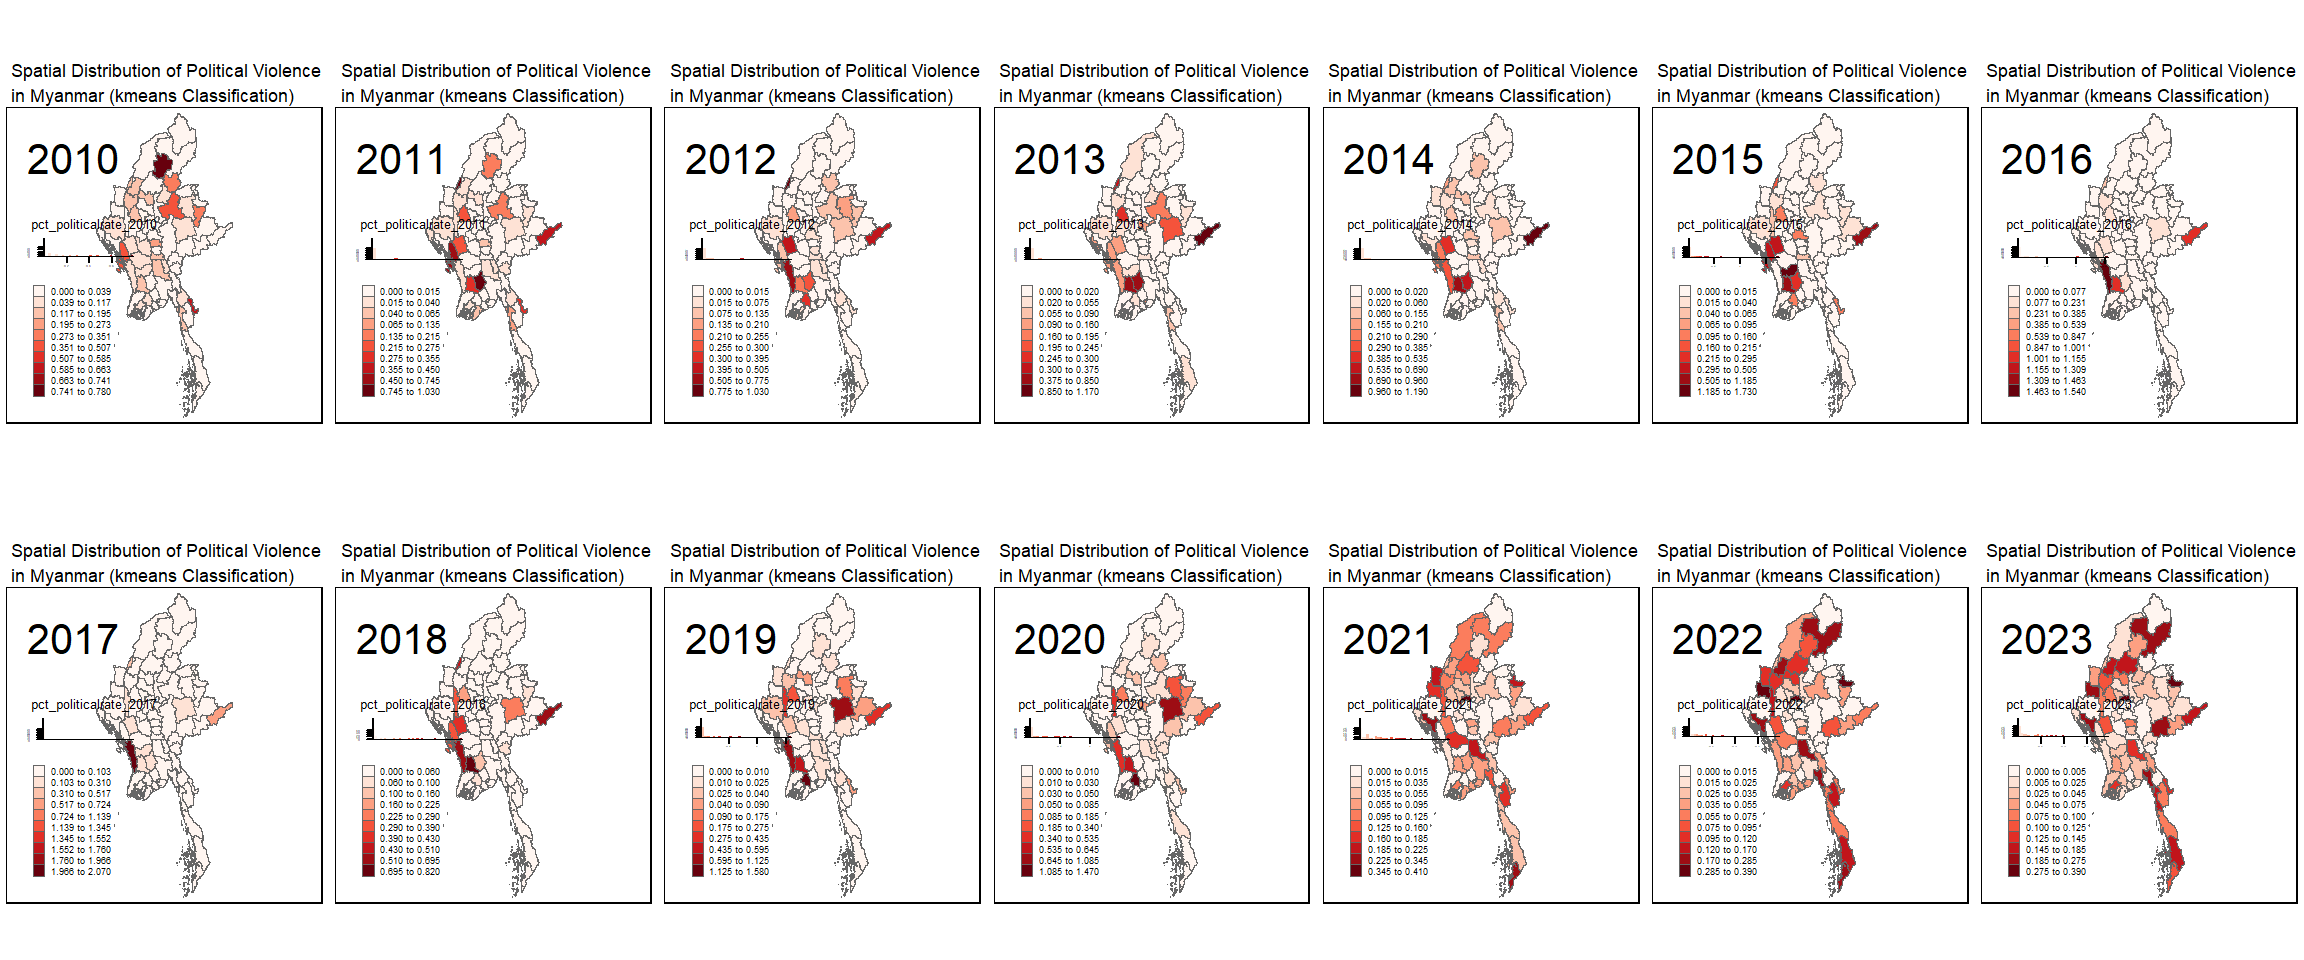 Spatial Distribution of Political Violence
in Myanmar (kmeans Classification)
2010
pct_politicalrate_2010
0.000 to 0.039
0.039 to 0.117
0.117 to 0.195
0.195 to 0.273
0.273 to 0.351
0.351 to 0.507
0.507 to 0.585
0.585 to 0.663
0.663 to 0.741
0.741 to 0.780
Spatial Distribution of Political Violence
in Myanmar (kmeans Classification)
2011
pct_politicalrate_2011
0.000 to 0.015
0.015 to 0.040
0.040 to 0.065
0.065 to 0.135
0.135 to 0.215
0.215 to 0.275
0.275 to 0.355
0.355 to 0.450
0.450 to 0.745
0.745 to 1.030
Spatial Distribution of Political Violence
in Myanmar (kmeans Classification)
2012
pct_politicalrate_2012
0.000 to 0.015
0.015 to 0.075
0.075 to 0.135
0.135 to 0.210
0.210 to 0.255
0.255 to 0.300
0.300 to 0.395
0.395 to 0.505
0.505 to 0.775
0.775 to 1.030
Spatial Distribution of Political Violence
in Myanmar (kmeans Classification)
2013
pct_politicalrate_2013
0.000 to 0.020
0.020 to 0.055
0.055 to 0.090
0.090 to 0.160
0.160 to 0.195
0.195 to 0.245
0.245 to 0.300
0.300 to 0.375
0.375 to 0.850
0.850 to 1.170
Spatial Distribution of Political Violence
in Myanmar (kmeans Classification)
2014
pct_politicalrate_2014
0.000 to 0.020
0.020 to 0.060
0.060 to 0.155
0.155 to 0.210
0.210 to 0.290
0.290 to 0.385
0.385 to 0.535
0.535 to 0.690
0.690 to 0.960
0.960 to 1.190
Spatial Distribution of Political Violence
in Myanmar (kmeans Classification)
2015
pct_politicalrate_2015
0.000 to 0.015
0.015 to 0.040
0.040 to 0.065
0.065 to 0.095
0.095 to 0.160
0.160 to 0.215
0.215 to 0.295
0.295 to 0.505
0.505 to 1.185
1.185 to 1.730
Spatial Distribution of Political Violence
in Myanmar (kmeans Classification)
2016
pct_politicalrate_2016
0.000 to 0.077
0.077 to 0.231
0.231 to 0.385
0.385 to 0.539
0.539 to 0.847
0.847 to 1.001
1.001 to 1.155
1.155 to 1.309
1.309 to 1.463
1.463 to 1.540
Spatial Distribution of Political Violence
in Myanmar (kmeans Classification)
2017
pct_politicalrate_2017
0.000 to 0.103
0.103 to 0.310
0.310 to 0.517
0.517 to 0.724
0.724 to 1.139
1.139 to 1.345
1.345 to 1.552
1.552 to 1.760
1.760 to 1.966
1.966 to 2.070
Spatial Distribution of Political Violence
in Myanmar (kmeans Classification)
2018
pct_politicalrate_2018
0.000 to 0.060
0.060 to 0.100
0.100 to 0.160
0.160 to 0.225
0.225 to 0.290
0.290 to 0.390
0.390 to 0.430
0.430 to 0.510
0.510 to 0.695
0.695 to 0.820
Spatial Distribution of Political Violence
in Myanmar (kmeans Classification)
2019
pct_politicalrate_2019
0.000 to 0.010
0.010 to 0.025
0.025 to 0.040
0.040 to 0.090
0.090 to 0.175
0.175 to 0.275
0.275 to 0.435
0.435 to 0.595
0.595 to 1.125
1.125 to 1.580
Spatial Distribution of Political Violence
in Myanmar (kmeans Classification)
2020
pct_politicalrate_2020
0.000 to 0.010
0.010 to 0.030
0.030 to 0.050
0.050 to 0.085
0.085 to 0.185
0.185 to 0.340
0.340 to 0.535
0.535 to 0.645
0.645 to 1.085
1.085 to 1.470
Spatial Distribution of Political Violence
in Myanmar (kmeans Classification)
2021
pct_politicalrate_2021
0.000 to 0.015
0.015 to 0.035
0.035 to 0.055
0.055 to 0.095
0.095 to 0.125
0.125 to 0.160
0.160 to 0.185
0.185 to 0.225
0.225 to 0.345
0.345 to 0.410
Spatial Distribution of Political Violence
in Myanmar (kmeans Classification)
2022
pct_politicalrate_2022
0.000 to 0.015
0.015 to 0.025
0.025 to 0.035
0.035 to 0.055
0.055 to 0.075
0.075 to 0.095
0.095 to 0.120
0.120 to 0.170
0.170 to 0.285
0.285 to 0.390
Spatial Distribution of Political Violence
in Myanmar (kmeans Classification)
2023
pct_politicalrate_2023
0.000 to 0.005
0.005 to 0.025
0.025 to 0.045
0.045 to 0.075
0.075 to 0.100
0.100 to 0.125
0.125 to 0.145
0.145 to 0.185
0.185 to 0.275
0.275 to 0.390